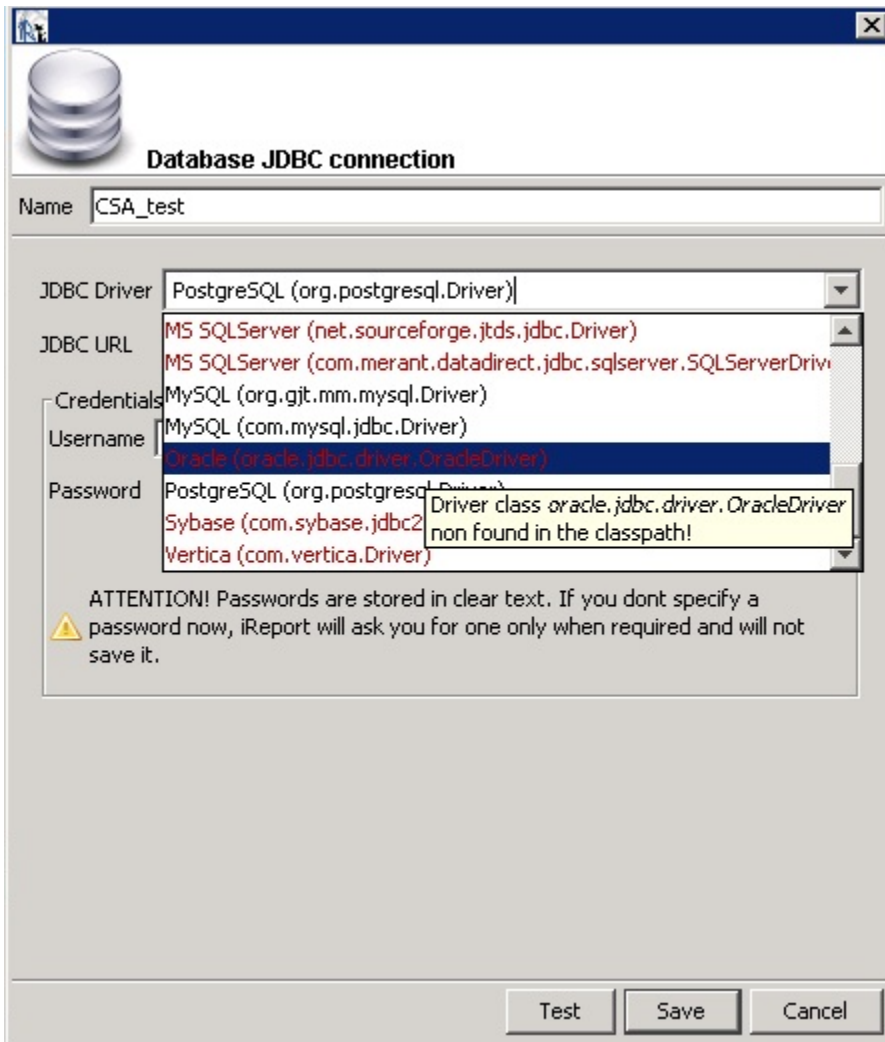 Database JDBC connection
Name CSA_test
JDBC Driver PostgreSQL (org.postgresql.Driver)
JDBC URL
MS SQLServer (net.sourceforge.jtds.jdbc.Driver)
MS SQLServer (com.merant.datadirect.jdbc.sqlserver.SQLServerDrive
Credentials
MySQL (org.gjt.mm.mysql.Driver)
MySQL (com.mysql.jdbc.Driver)
Username
Oracle (oracle.jdbc.driver.OracleDriver)
Password
PostgreSQL (org.postgresql.Driver)
Sybase (com.sybase.jdbc2
Vertica (com.vertica.Driver)
Driver class oracle.jdbc.driver.OracleDriver
non found in the classpath!
ATTENTION! Passwords are stored in clear text. If you dont specify a
password now, iReport will ask you for one only when required and will not
save it.
Test Save Cancel